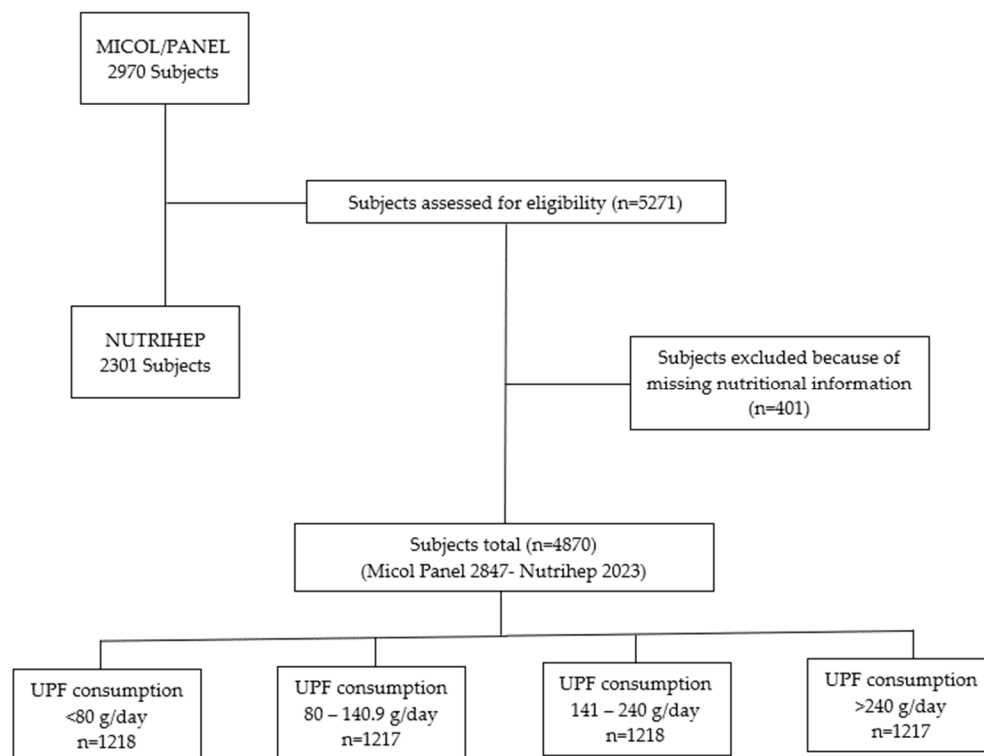 MICOL/PANEL
2970 Subjects
Subjects assessed for eligibility (n=5271)
NUTRIHEP
2301 Subjects
Subjects excluded because of
missing nutritional information
(n=401)
Subjects total (n=4870)
(Micol Panel 2847- Nutrihep 2023)
UPF consumption
<80 g/day
n=1218
UPF consumption
80 – 140.9 g/day
n=1217
UPF consumption
141 – 240 g/day
n=1218
UPF consumption
>240 g/day
n=1217